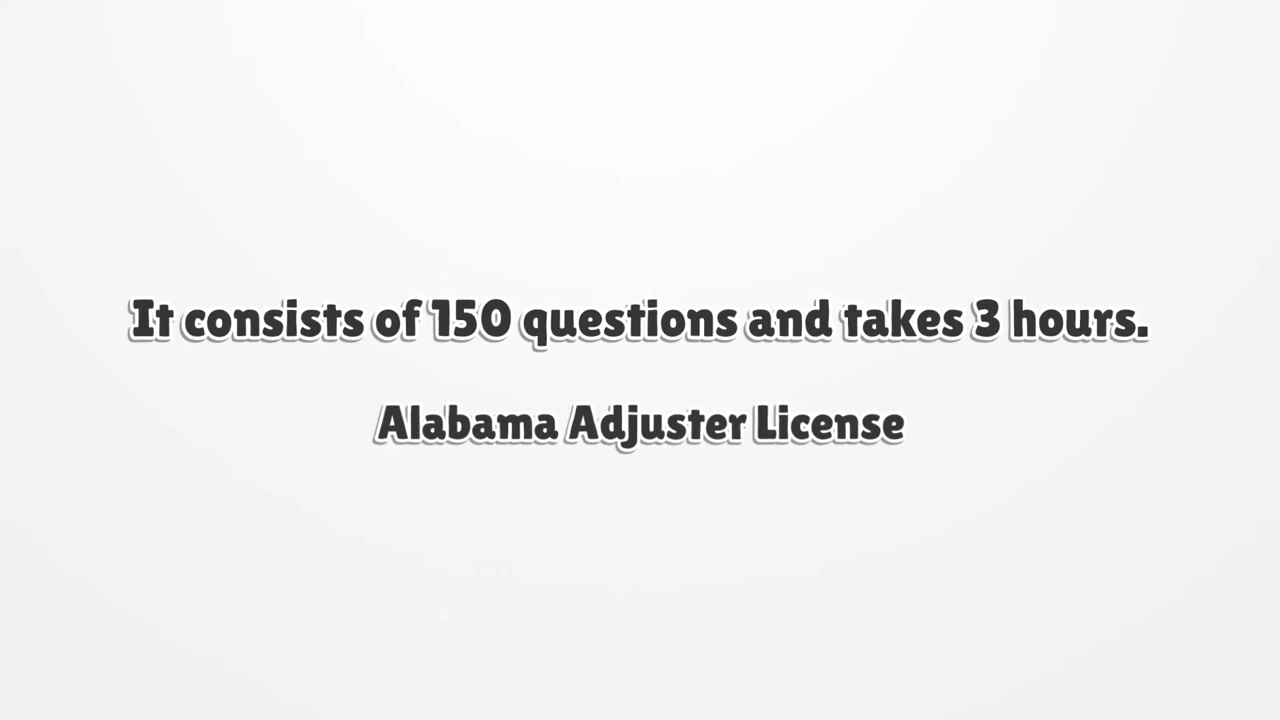 It consists of 150 questions and takes 3 hours.
Alabama Adjuster License